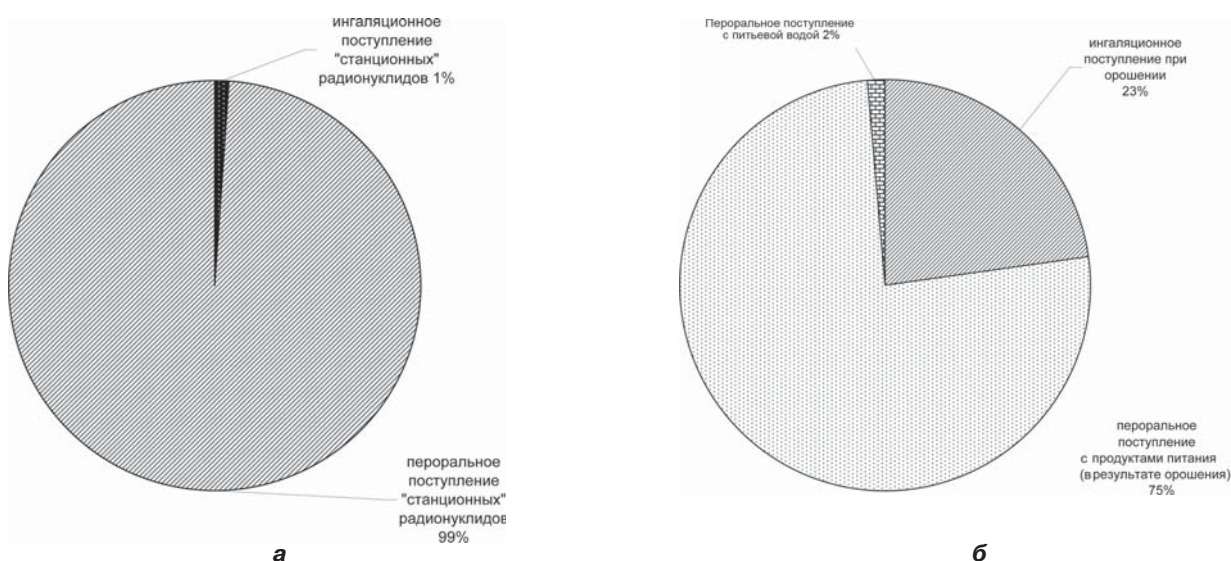 ингаляционное
поступление
"станционных"
радионуклидов 1%
пероральное
поступление
"станционных"
радионуклидов
99%
а
Пероральное поступление
с питьевой водой 2%
ингаляционное
поступление при
орошении
23%
пероральное
поступление
с продуктами питания
(в результате орошения)
75%
б